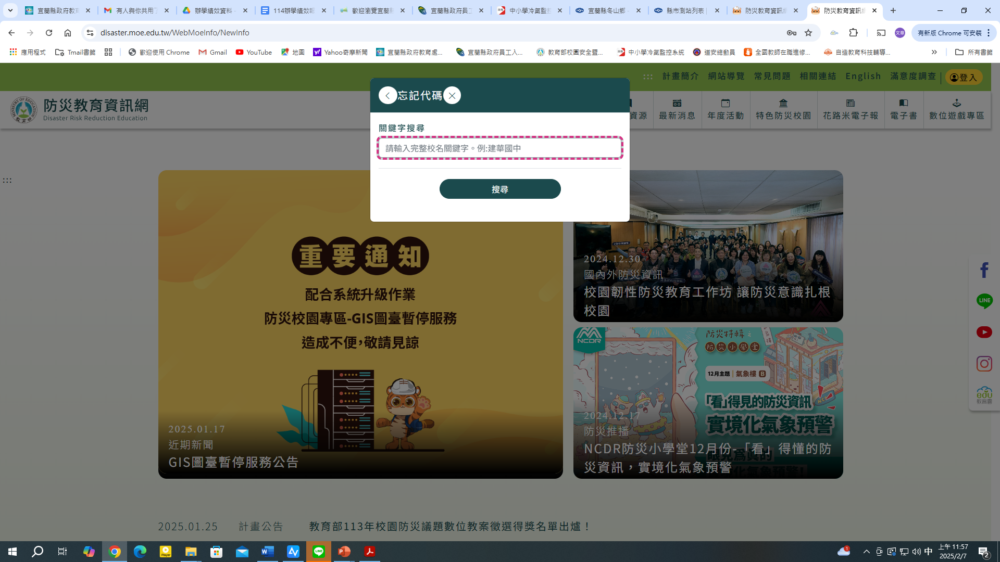 宜蘭縣政府教育
有人與你共用了
辦學績效資料 -
114辦學績效報
歡迎瀏覽宜蘭縣
宜蘭縣政府員工
中小學冷氣監控
宜蘭縣冬山鄉 -
縣市測站列表 |
防災教育資訊網
防災教育資訊網
disaster.moe.edu.tw/WebMoeInfo/NewInfo
文章
有新版 Chrome 可安裝
應用程式
Tmail書籤
歡迎使用 Chrome
Gmail
YouTube
地圖
Yahoo奇摩新聞
宜蘭縣政府教育處...
宜蘭縣政府員工入...
教育部校園安全暨...
中小學冷氣監控系統
道安總動員
全國教師在職進修...
自造教育科技輔導...
所有書籤
:::
計畫簡介
網站導覽
常見問題
相關連結
English
滿意度調查
登入
防災教育資訊網
Disaster Risk Reduction Education
資源
最新消息
年度活動
特色防災校園
花路米電子報
電子書
數位遊戲專區
忘記代碼
關鍵字搜尋
請輸入完整校名關鍵字。例:建華國中
搜尋
:::
重要通知
配合系統升級作業
防災校園專區-GIS圖臺暫停服務
造成不便,敬請見諒
2025.01.17
近期新聞
GIS圖臺暫停服務公告
2024.12.30
國內外防災資訊
校園韌性防災教育工作坊 讓防災意識扎根
校園
NCDR
防災特輯之
防災小學堂
12月主題 | 氣象樓 B
「看」得見的防災資訊
實境化氣象預警
2024.12.17
防災推播
NCDR防災小學堂12月份-「看」得懂的防
災資訊，實境化氣象預警
LINE
edu
教育雲
2025.01.25
計畫公告
教育部113年校園防災議題數位教案徵選得獎名單出爐！
中
上午 11:57
2025/2/7
1
2